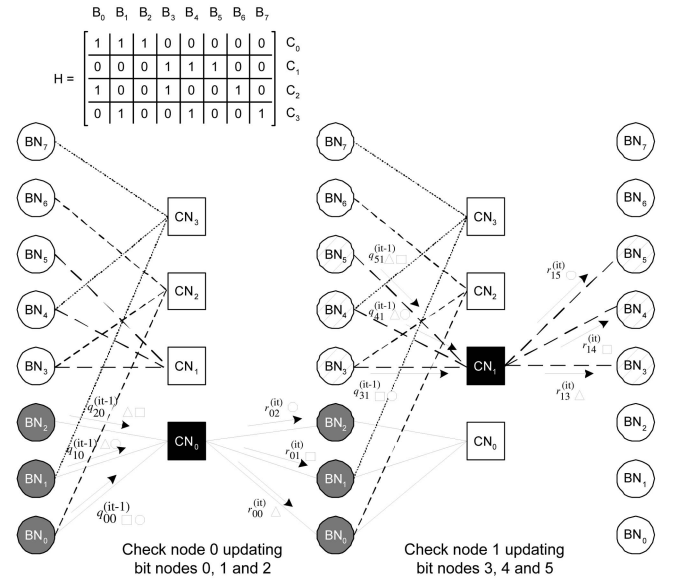 B₀ B₁ B₂ B₃ B₄ B₅ B₆ B₇
H =
1 1 1 0 0 0 0 0 C₀
0 0 0 1 1 1 0 0 C₁
1 0 0 1 0 0 1 0 C₂
0 1 0 0 1 0 0 1 C₃
BN₇
BN₆
BN₅
BN₄
BN₃
BN₂
BN₁
BN₀
CN₃
CN₂
CN₁
CN₀
q₂₀^(it-1) △□
q₁₀^(it-1) △○
q₀₀^(it-1) □○
r₀₂^(it) ○
r₀₁^(it) □
r₀₀^(it) △
Check node 0 updating
bit nodes 0, 1 and 2
BN₇
BN₆
BN₅
BN₄
BN₃
BN₂
BN₁
BN₀
CN₃
CN₂
CN₁
CN₀
q₅₁^(it-1) △□
q₄₁^(it-1) △○
q₃₁^(it-1) □○
r₁₅^(it) ○
r₁₄^(it) □
r₁₃^(it) △
Check node 1 updating
bit nodes 3, 4 and 5
BN₇
BN₆
BN₅
BN₄
BN₃
BN₂
BN₁
BN₀